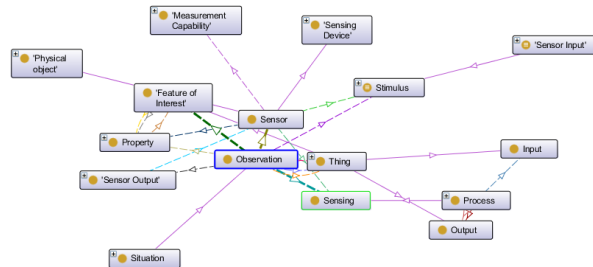 'Measurement
Capability'
'Sensing
Device'
'Sensor Input'
'Physical
object'
'Feature of
Interest'
Stimulus
Sensor
Property
Input
Observation
Thing
'Sensor Output'
Sensing
Process
Output
Situation